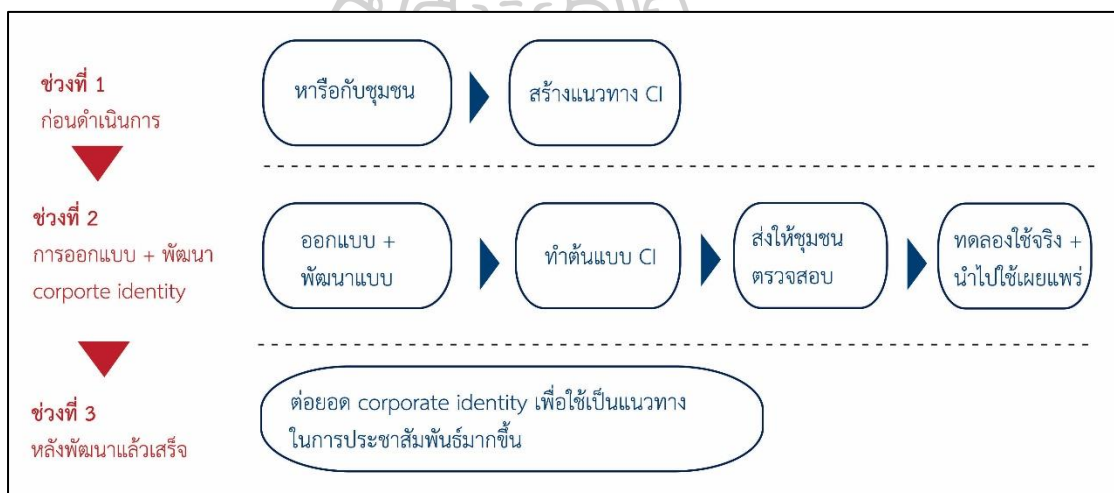 ช่วงที่ 1
ก่อนดำเนินการ
หารือกับชุมชน
สร้างแนวทาง CI
ช่วงที่ 2
การออกแบบ + พัฒนา
corporte identity
ออกแบบ +
พัฒนาแบบ
ทำต้นแบบ CI
ส่งให้ชุมชน
ตรวจสอบ
ทดลองใช้จริง +
นำไปใช้เผยแพร่
ช่วงที่ 3
หลังพัฒนาแล้วเสร็จ
ต่อยอด corporate identity เพื่อใช้เป็นแนวทาง
ในการประชาสัมพันธ์มากขึ้น